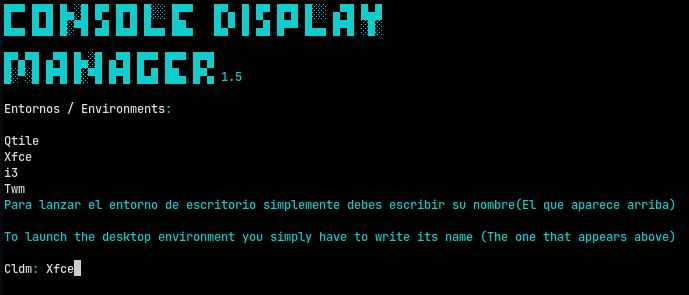 CONSOLE DISPLAY
MANAGER 1.5
Entornos / Environments:
Qtile
Xfce
i3
Twm
Para lanzar el entorno de escritorio simplemente debes escribir su nombre(El que aparece arriba)
To launch the desktop environment you simply have to write its name (The one that appears above)
Cldm: Xfce